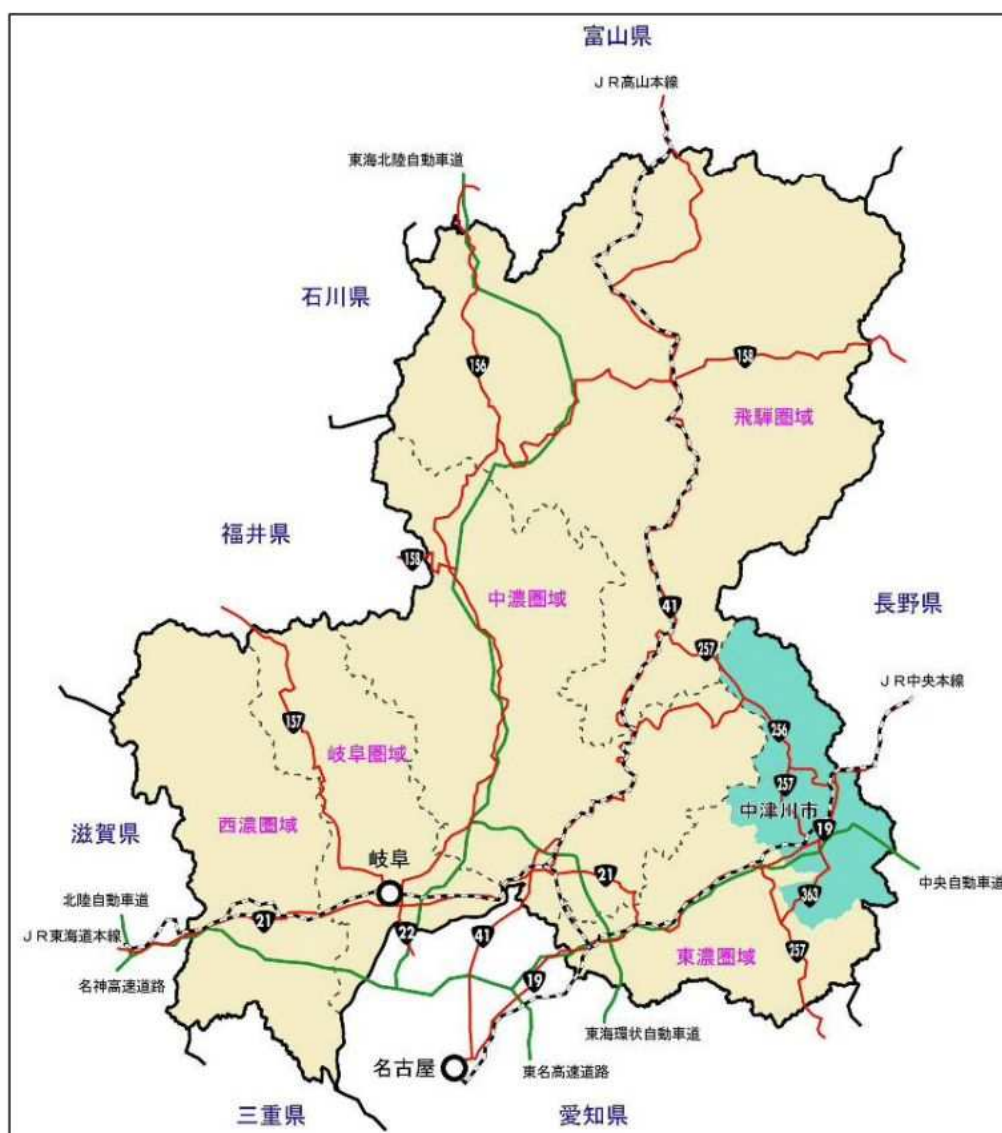 富山県
JR高山本線
東海北陸自動車道
石川県
156
158
飛騨圏域
福井県
158
中濃圏域
長野県
41
257
JR中央本線
157
256
岐阜圏域
257
中津川市
滋賀県
西濃圏域
19
岐阜
21
中央自動車道
363
北陸自動車道
21
JR東海道本線
22
41
東濃圏域
257
名神高速道路
19
東海環状自動車道
名古屋
東名高速道路
三重県
愛知県